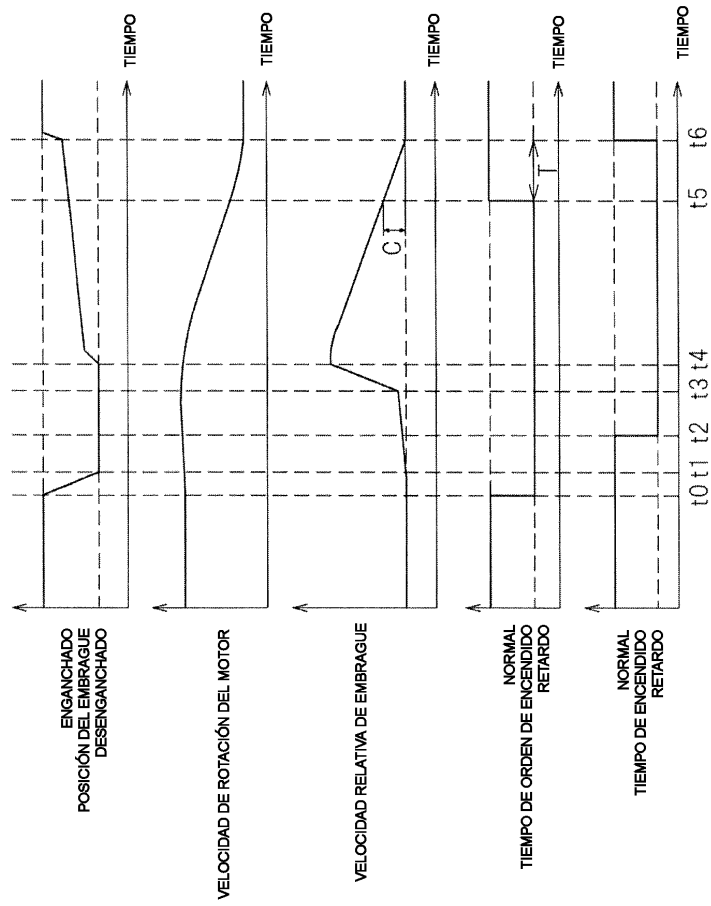 ENGANCHADO
POSICIÓN DEL EMBRAGUE
DESENGANCHADO
TIEMPO
VELOCIDAD DE ROTACIÓN DEL MOTOR
TIEMPO
VELOCIDAD RELATIVA DE EMBRAGUE
C
TIEMPO
NORMAL
RETARDO
TIEMPO DE ORDEN DE ENCENDIDO
T
TIEMPO
NORMAL
RETARDO
TIEMPO DE ENCENDIDO
TIEMPO
t0 t1 t2 t3 t4 t5 t6